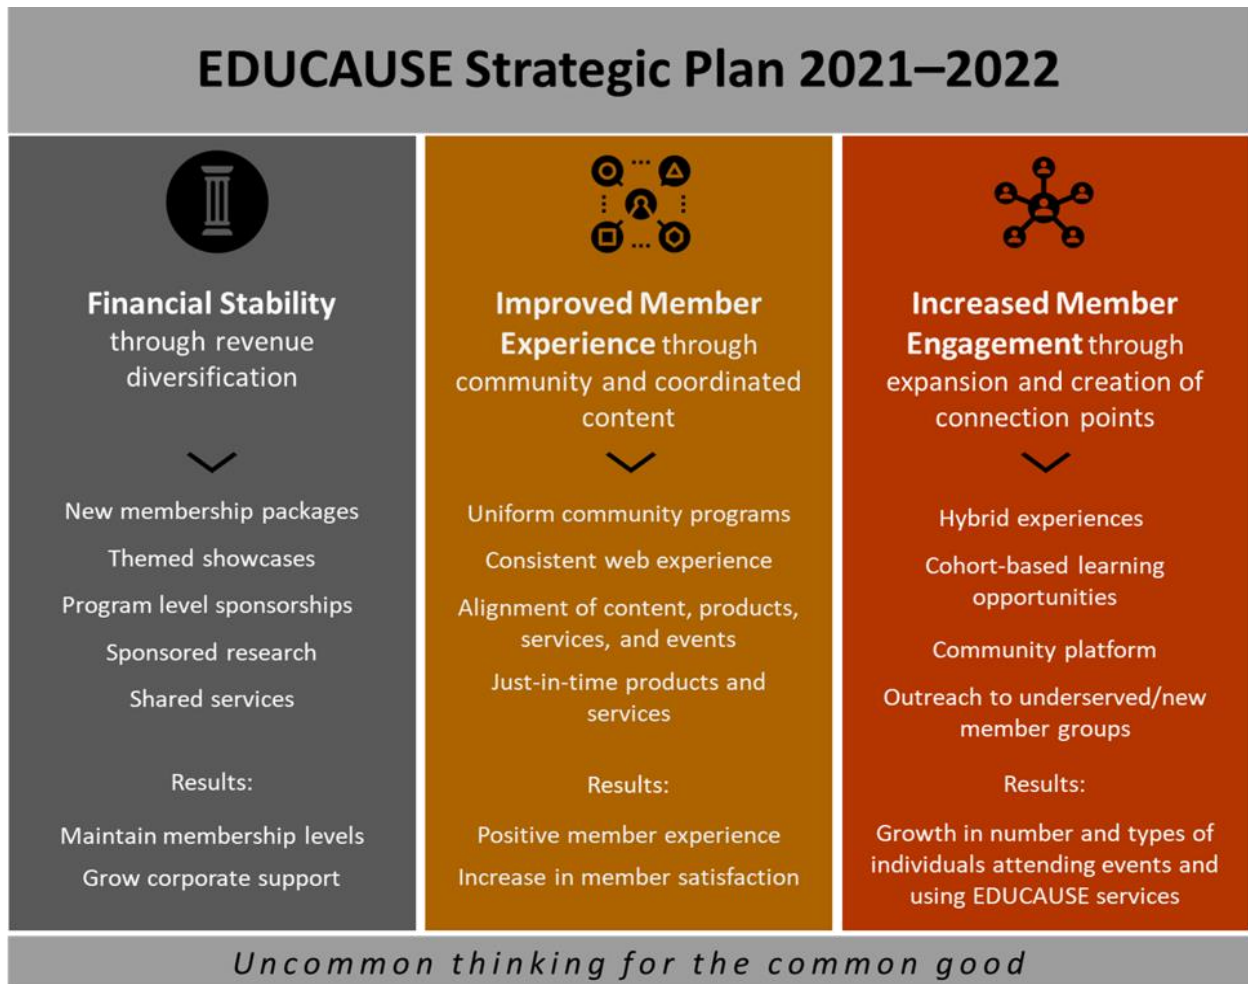 EDUCAUSE Strategic Plan 2021–2022
Financial Stability
through revenue
diversification
New membership packages
Themed showcases
Program level sponsorships
Sponsored research
Shared services
Results:
Maintain membership levels
Grow corporate support
Improved Member
Experience through
community and coordinated
content
Uniform community programs
Consistent web experience
Alignment of content, products,
services, and events
Just-in-time products and
services
Results:
Positive member experience
Increase in member satisfaction
Increased Member
Engagement through
expansion and creation of
connection points
Hybrid experiences
Cohort-based learning
opportunities
Community platform
Outreach to underserved/new
member groups
Results:
Growth in number and types of
individuals attending events and
using EDUCAUSE services
Uncommon thinking for the common good